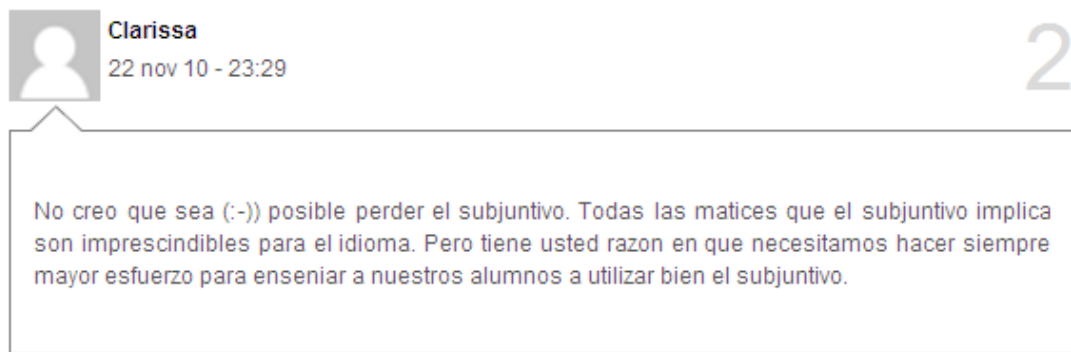 Clarissa
22 nov 10 - 23:29
2
No creo que sea (:-)) posible perder el subjuntivo. Todas las matices que el subjuntivo implica
son imprescindibles para el idioma. Pero tiene usted razon en que necesitamos hacer siempre
mayor esfuerzo para enseniar a nuestros alumnos a utilizar bien el subjuntivo.